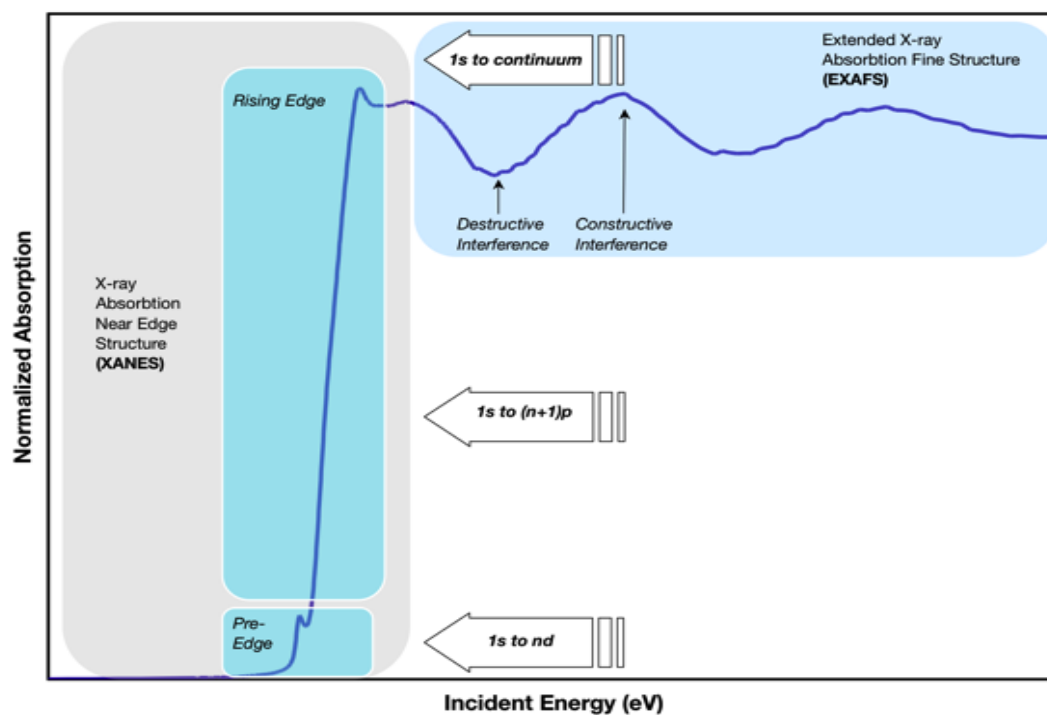 1s to continuum
Extended X-ray
Absorbtion Fine Structure
(EXAFS)
Rising Edge
Destructive
Interference
Constructive
Interference
X-ray
Absorbtion
Near Edge
Structure
(XANES)
1s to (n+1)p
Pre-
Edge
1s to nd
Normalized Absorption
Incident Energy (eV)